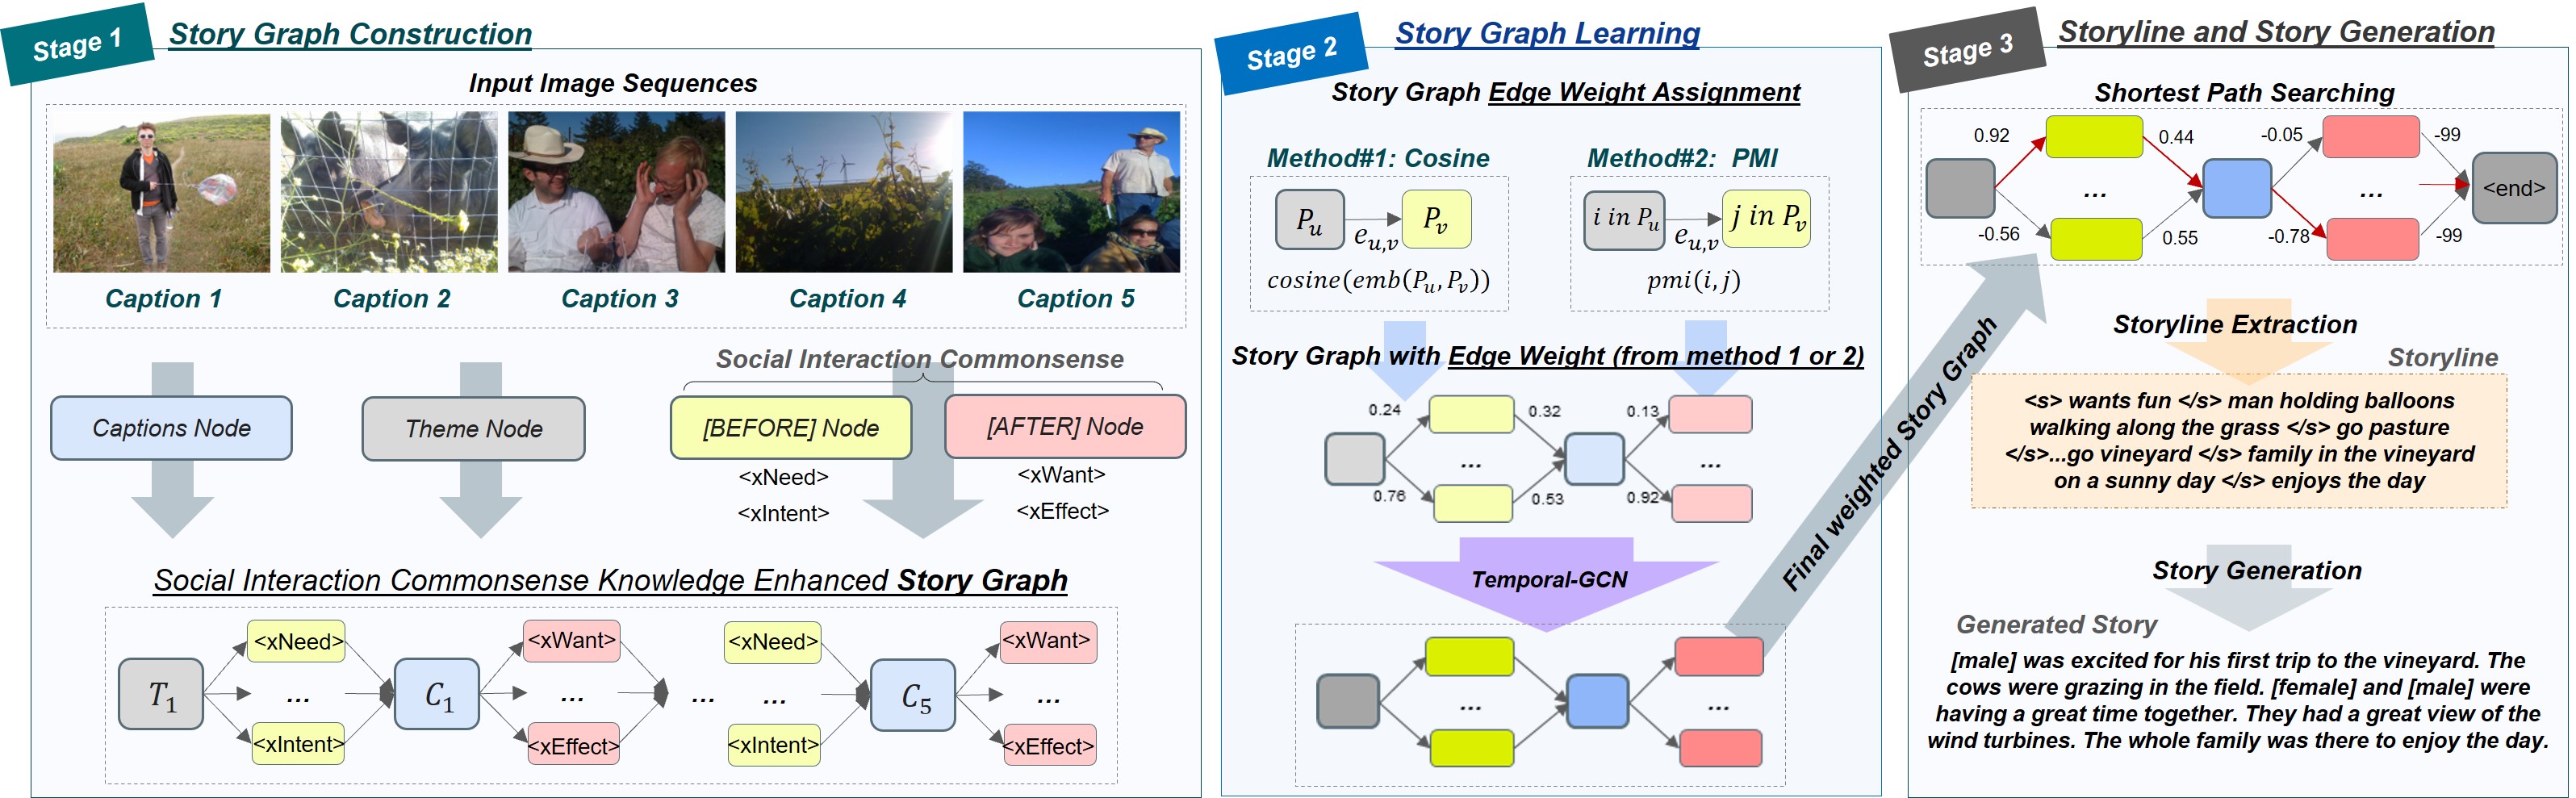 Stage 1
Story Graph Construction
Input Image Sequences
Caption 1
Caption 2
Caption 3
Caption 4
Caption 5
Social Interaction Commonsense
Captions Node
Theme Node
[BEFORE] Node
[AFTER] Node
<xNeed>
<xIntent>
<xWant>
<xEffect>
Social Interaction Commonsense Knowledge Enhanced Story Graph
T₁
<xNeed>
...
<xIntent>
C₁
<xWant>
...
<xEffect>
...
<xNeed>
...
<xIntent>
C₅
<xWant>
...
<xEffect>
Stage 2
Story Graph Learning
Story Graph Edge Weight Assignment
Method#1: Cosine
P_u
e_{u,v}
P_v
cosine(emb(P_u, P_v))
Method#2: PMI
i in P_u
e_{u,v}
j in P_v
pmi(i, j)
Story Graph with Edge Weight (from method 1 or 2)
0.24
0.32
0.13
...
...
0.76
0.53
0.92
Temporal-GCN
...
...
Final weighted Story Graph
Stage 3
Storyline and Story Generation
Shortest Path Searching
0.92
0.44
-0.05
-99
...
...
<end>
-0.56
0.55
-0.78
-99
Storyline Extraction
Storyline
<s> wants fun </s> man holding balloons
walking along the grass </s> go pasture
</s>...go vineyard </s> family in the vineyard
on a sunny day </s> enjoys the day
Story Generation
Generated Story
[male] was excited for his first trip to the vineyard. The
cows were grazing in the field. [female] and [male] were
having a great time together. They had a great view of the
wind turbines. The whole family was there to enjoy the day.